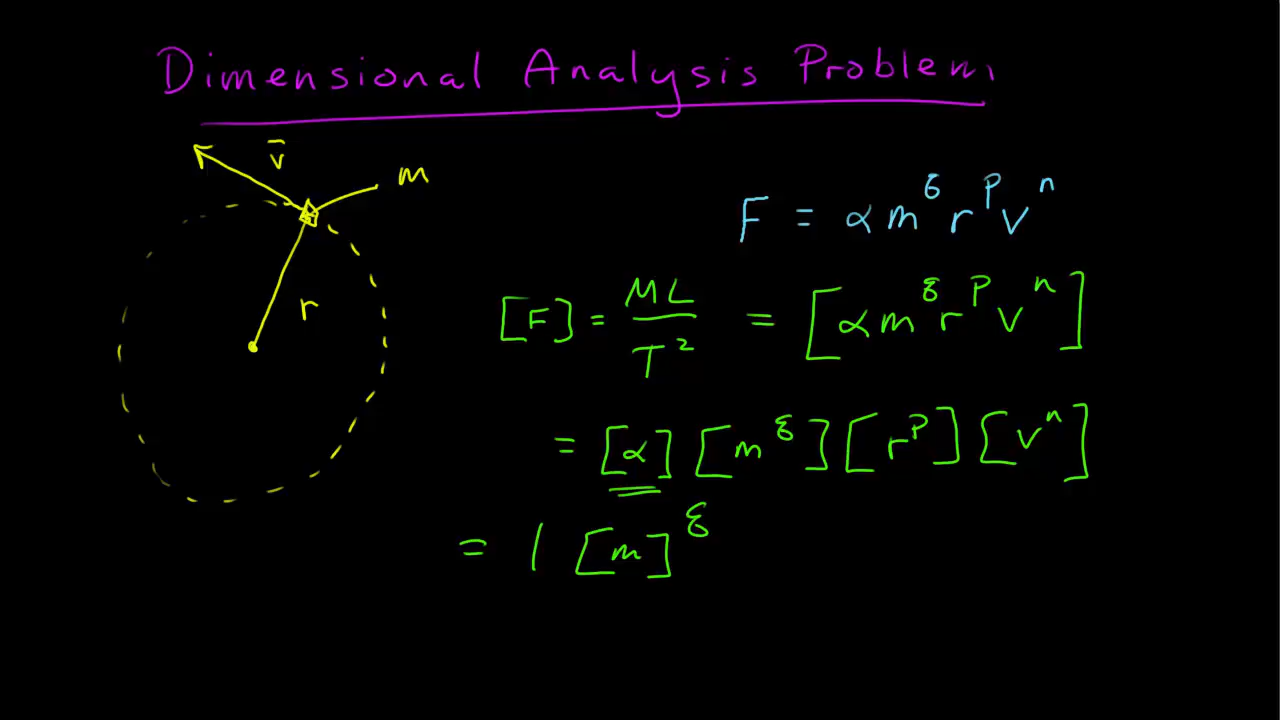 Dimensional Analysis Problem
v̄
m
r
F = α m^δ r^p v^n
[F] = ML/T² = [α m^δ r^p v^n]
= [α] [m^δ] [r^p] [v^n]
= 1 [m]^δ